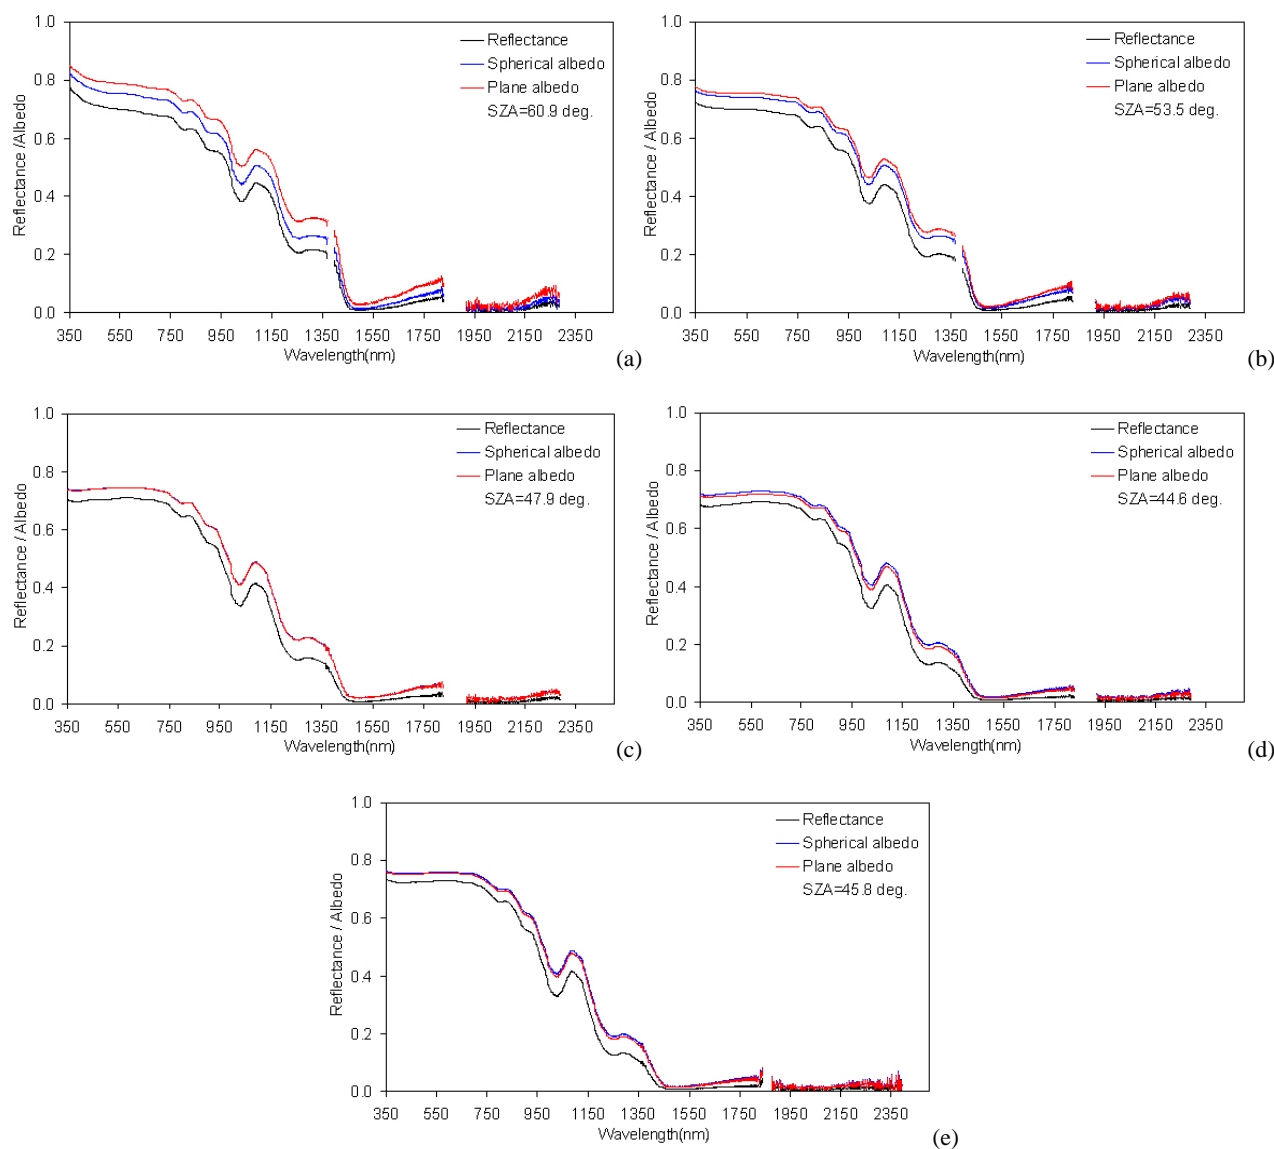 1.0
0.8
0.6
0.4
0.2
0.0
Reflectance /Albedo
Reflectance
Spherical albedo
Plane albedo
SZA=60.9 deg.
350 550 750 950 1150 1350 1550 1750 1950 2150 2350
Wavelength(nm)
(a)
1.0
0.8
0.6
0.4
0.2
0.0
Reflectance / Albedo
Reflectance
Spherical albedo
Plane albedo
SZA=53.5 deg.
350 550 750 950 1150 1350 1550 1750 1950 2150 2350
Wavelength(nm)
(b)
1.0
0.8
0.6
0.4
0.2
0.0
Reflectance / Albedo
Reflectance
Spherical albedo
Plane albedo
SZA=47.9 deg.
350 550 750 950 1150 1350 1550 1750 1950 2150 2350
Wavelength(nm)
(c)
1.0
0.8
0.6
0.4
0.2
0.0
Reflectance / Albedo
Reflectance
Spherical albedo
Plane albedo
SZA=44.6 deg.
350 550 750 950 1150 1350 1550 1750 1950 2150 2350
Wavelength(nm)
(d)
1.0
0.8
0.6
0.4
0.2
0.0
Reflectance / Albedo
Reflectance
Spherical albedo
Plane albedo
SZA=45.8 deg.
350 550 750 950 1150 1350 1550 1750 1950 2150 2350
Wavelength(nm)
(e)